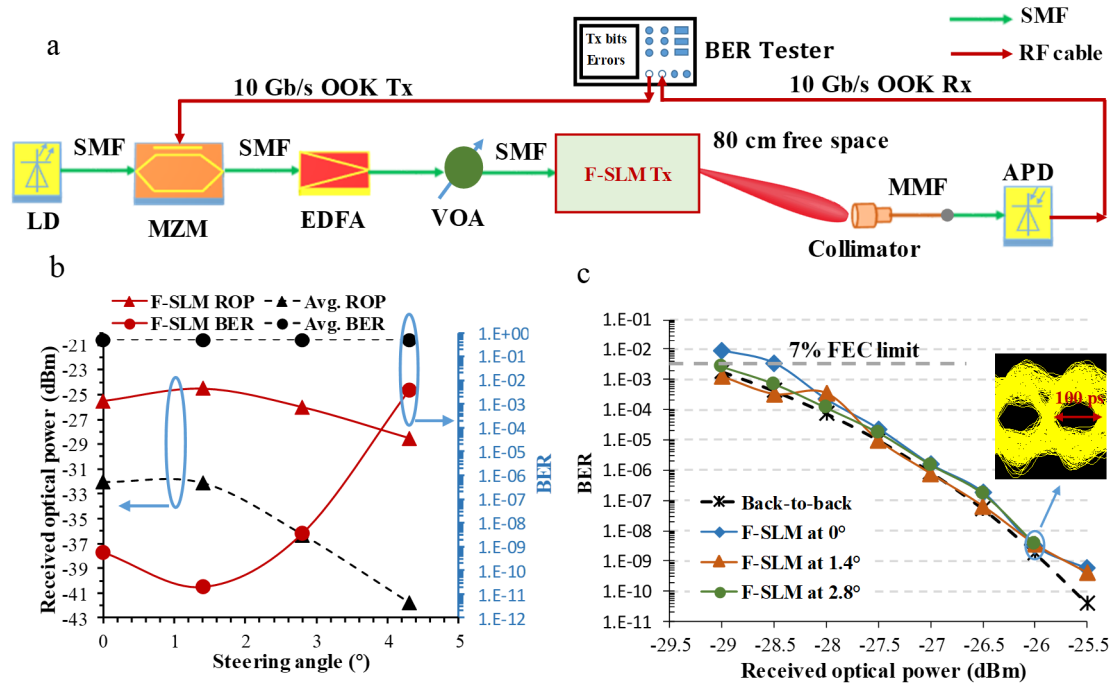 a
SMF
RF cable
Tx bits
Errors
BER Tester
10 Gb/s OOK Tx
10 Gb/s OOK Rx
SMF
SMF
SMF
80 cm free space
F-SLM Tx
MMF
APD
LD
MZM
EDFA
VOA
Collimator
b
F-SLM ROP
Avg. ROP
F-SLM BER
Avg. BER
Received optical power (dBm)
-21
-23
-25
-27
-29
-31
-33
-35
-37
-39
-41
-43
0
1
2
3
4
5
Steering angle (°)
1.E+00
1.E-01
1.E-02
1.E-03
1.E-04
1.E-05
1.E-06
1.E-07
1.E-08
1.E-09
1.E-10
1.E-11
1.E-12
BER
c
BER
1.E-01
1.E-02
1.E-03
1.E-04
1.E-05
1.E-06
1.E-07
1.E-08
1.E-09
1.E-10
1.E-11
7% FEC limit
100 ps
Back-to-back
F-SLM at 0°
F-SLM at 1.4°
F-SLM at 2.8°
-29.5
-29
-28.5
-28
-27.5
-27
-26.5
-26
-25.5
Received optical power (dBm)